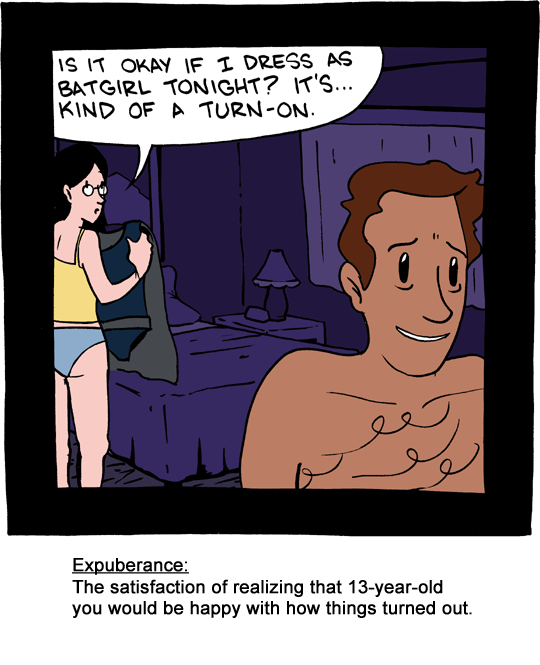 IS IT OKAY IF I DRESS AS
BATGIRL TONIGHT? IT'S...
KIND OF A TURN-ON.
Expuberance:
The satisfaction of realizing that 13-year-old
you would be happy with how things turned out.